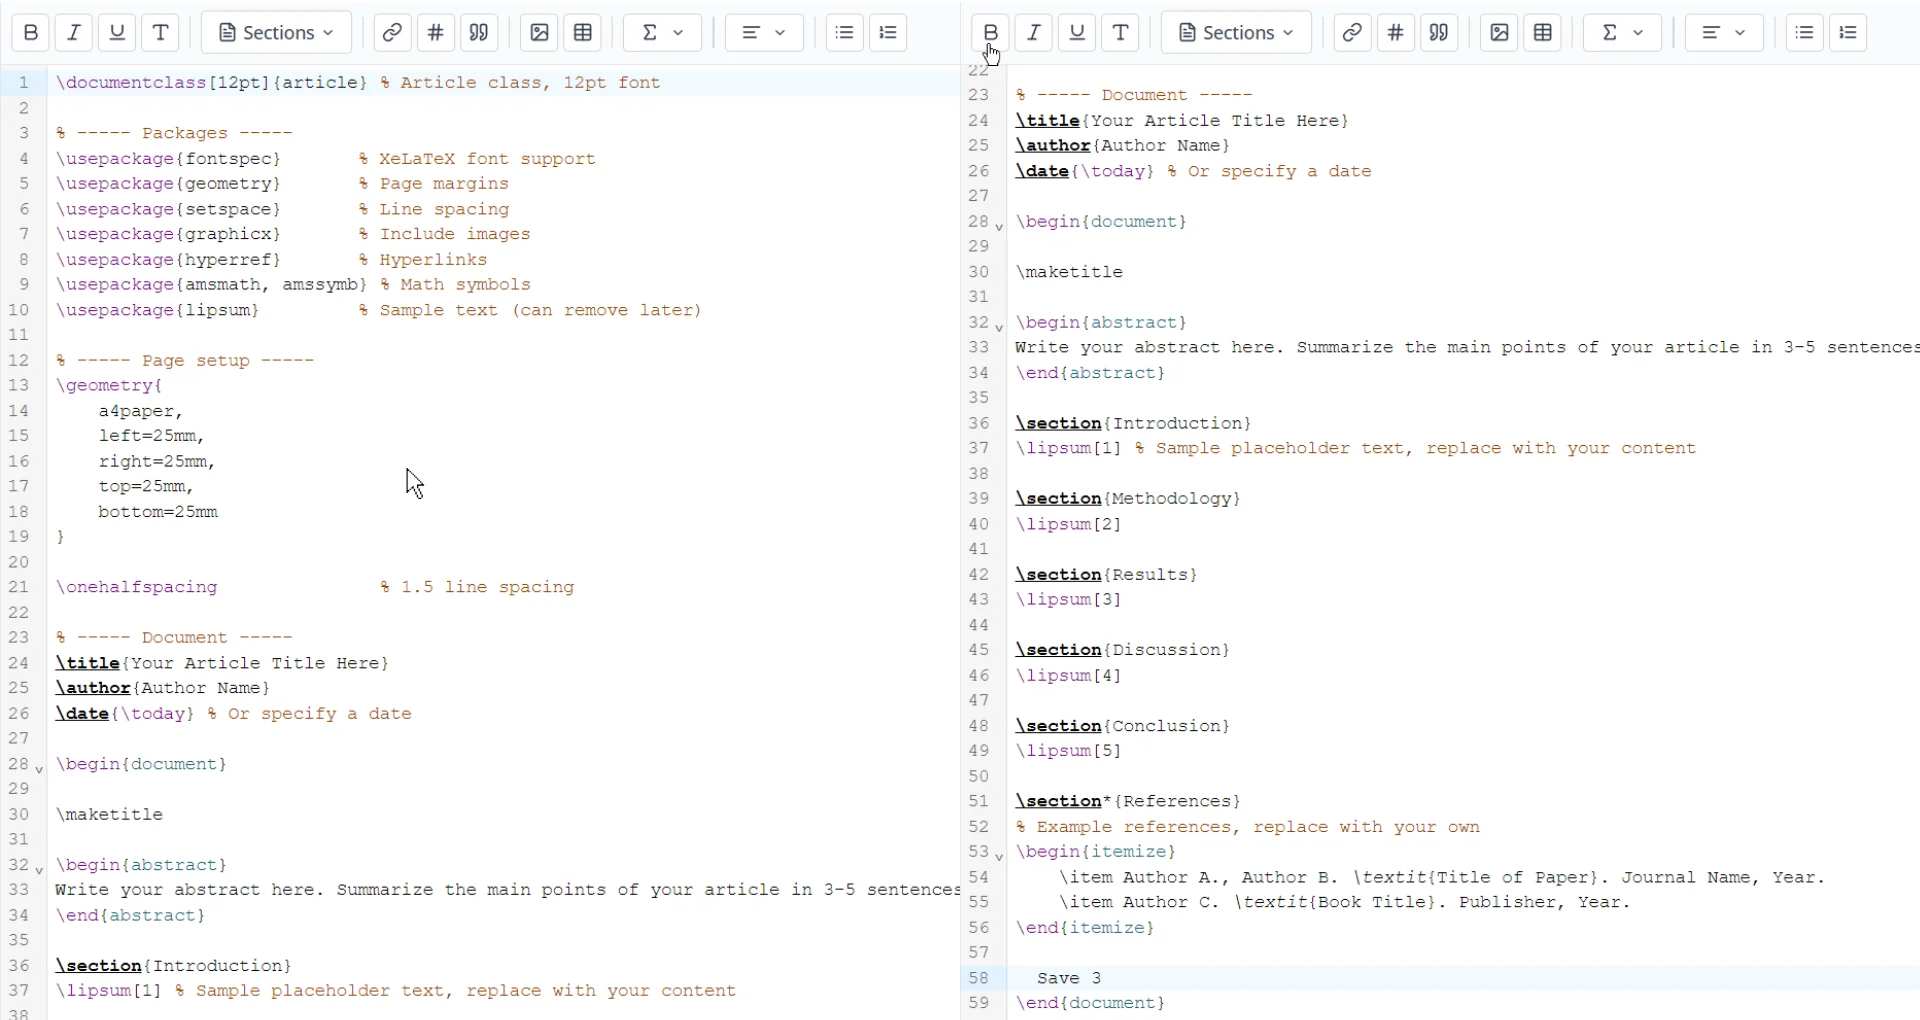 B I U T Sections # Σ
1 \documentclass[12pt]{article} % Article class, 12pt font
2
3 % ----- Packages -----
4 \usepackage{fontspec} % XeLaTeX font support
5 \usepackage{geometry} % Page margins
6 \usepackage{setspace} % Line spacing
7 \usepackage{graphicx} % Include images
8 \usepackage{hyperref} % Hyperlinks
9 \usepackage{amsmath, amssymb} % Math symbols
10 \usepackage{lipsum} % Sample text (can remove later)
11
12 % ----- Page setup -----
13 \geometry{
14 a4paper,
15 left=25mm,
16 right=25mm,
17 top=25mm,
18 bottom=25mm
19 }
20
21 \onehalfspacing % 1.5 line spacing
22
23 % ----- Document -----
24 \title{Your Article Title Here}
25 \author{Author Name}
26 \date{\today} % Or specify a date
27
28 \begin{document}
29
30 \maketitle
31
32 \begin{abstract}
33 Write your abstract here. Summarize the main points of your article in 3-5 sentences
34 \end{abstract}
35
36 \section{Introduction}
37 \lipsum[1] % Sample placeholder text, replace with your content
38
B I U T Sections # Σ
22
23 % ----- Document -----
24 \title{Your Article Title Here}
25 \author{Author Name}
26 \date{\today} % Or specify a date
27
28 \begin{document}
29
30 \maketitle
31
32 \begin{abstract}
33 Write your abstract here. Summarize the main points of your article in 3-5 sentences
34 \end{abstract}
35
36 \section{Introduction}
37 \lipsum[1] % Sample placeholder text, replace with your content
38
39 \section{Methodology}
40 \lipsum[2]
41
42 \section{Results}
43 \lipsum[3]
44
45 \section{Discussion}
46 \lipsum[4]
47
48 \section{Conclusion}
49 \lipsum[5]
50
51 \section*{References}
52 % Example references, replace with your own
53 \begin{itemize}
54 \item Author A., Author B. \textit{Title of Paper}. Journal Name, Year.
55 \item Author C. \textit{Book Title}. Publisher, Year.
56 \end{itemize}
57
58 Save 3
59 \end{document}